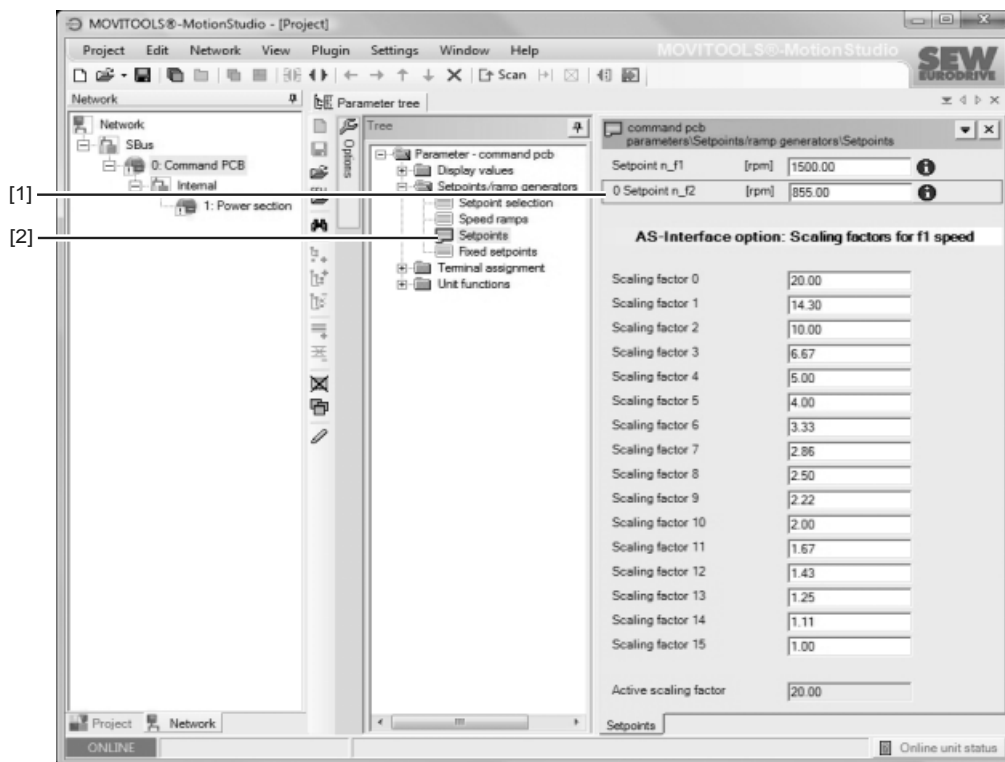 MOVITOOLS®-MotionStudio - [Project]
Project Edit Network View Plugin Settings Window Help
MOVITOOLS®-MotionStudio
SEW
EURODRIVE
Scan
Network
Parameter tree
Network
SBus
0: Command PCB
Internal
1: Power section
[1]
[2]
Options
Tree
Parameter - command pcb
Display values
Setpoints/ramp generators
Setpoint selection
Speed ramps
Setpoints
Fixed setpoints
Terminal assignment
Unit functions
command pcb
parameters\Setpoints/ramp generators\Setpoints
Setpoint n_f1 [rpm] 1500.00
0 Setpoint n_f2 [rpm] 855.00
AS-Interface option: Scaling factors for f1 speed
Scaling factor 0 20.00
Scaling factor 1 14.30
Scaling factor 2 10.00
Scaling factor 3 6.67
Scaling factor 4 5.00
Scaling factor 5 4.00
Scaling factor 6 3.33
Scaling factor 7 2.86
Scaling factor 8 2.50
Scaling factor 9 2.22
Scaling factor 10 2.00
Scaling factor 11 1.67
Scaling factor 12 1.43
Scaling factor 13 1.25
Scaling factor 14 1.11
Scaling factor 15 1.00
Active scaling factor 20.00
Project Network
Setpoints
ONLINE
Online unit status